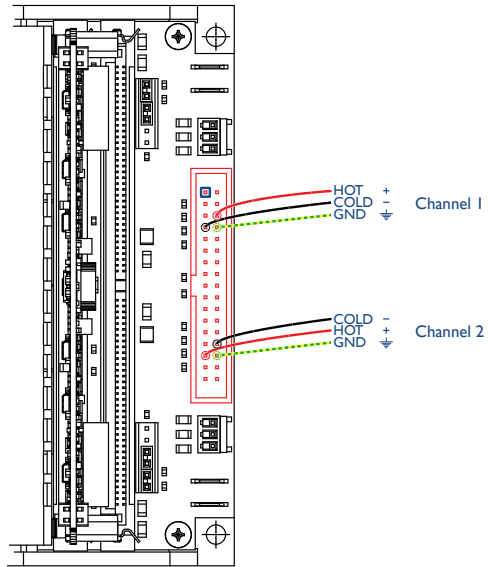 HOT +
COLD −
GND
Channel 1
COLD −
HOT +
GND
Channel 2